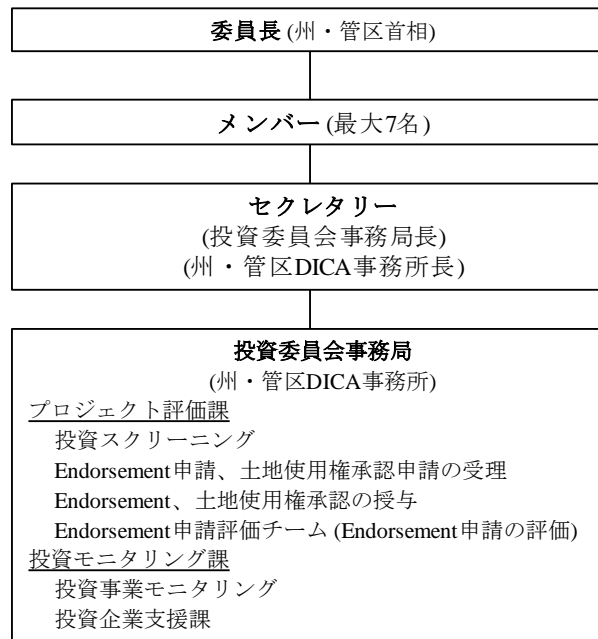 委員長 (州・管区首相)
メンバー (最大7名)
セクレタリー
(投資委員会事務局長)
(州・管区DICA事務所長)
投資委員会事務局
(州・管区DICA事務所)
プロジェクト評価課
投資スクリーニング
Endorsement申請、土地使用権承認申請の受理
Endorsement、土地使用権承認の授与
Endorsement申請評価チーム (Endorsement申請の評価)
投資モニタリング課
投資事業モニタリング
投資企業支援課